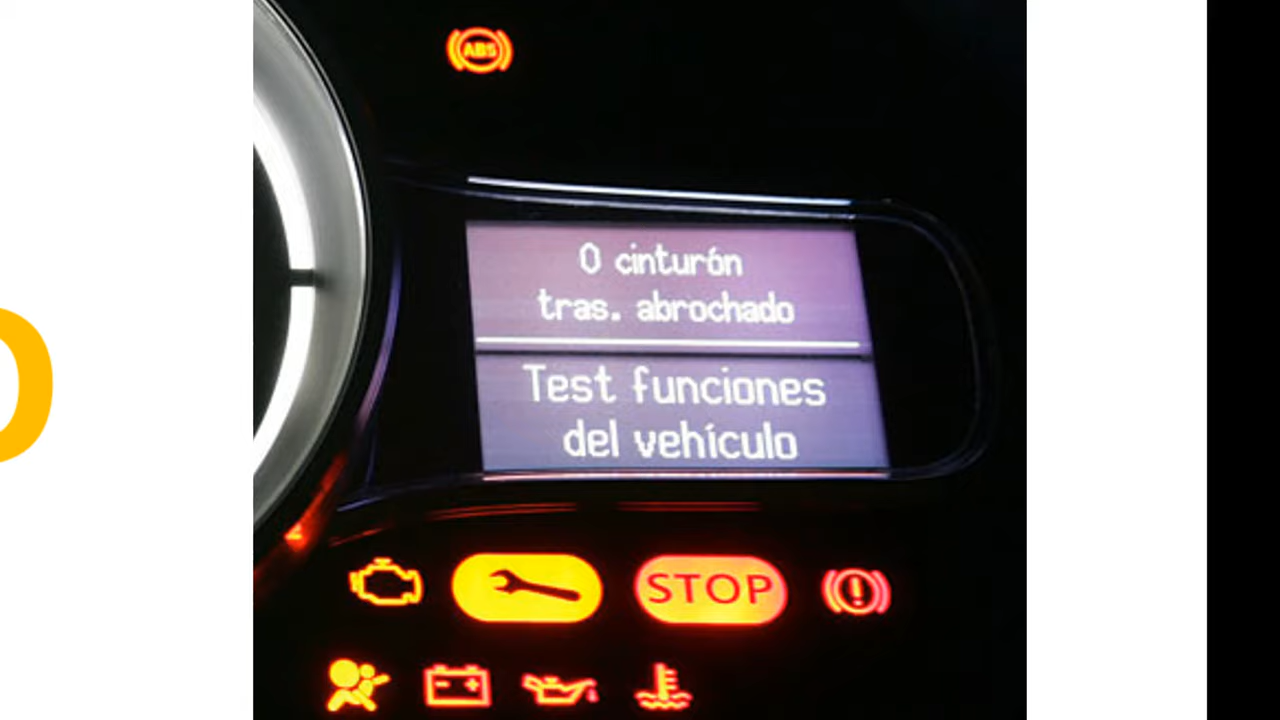 ABS
0 cinturón
tras. abrochado
Test funciones
del vehículo
STOP